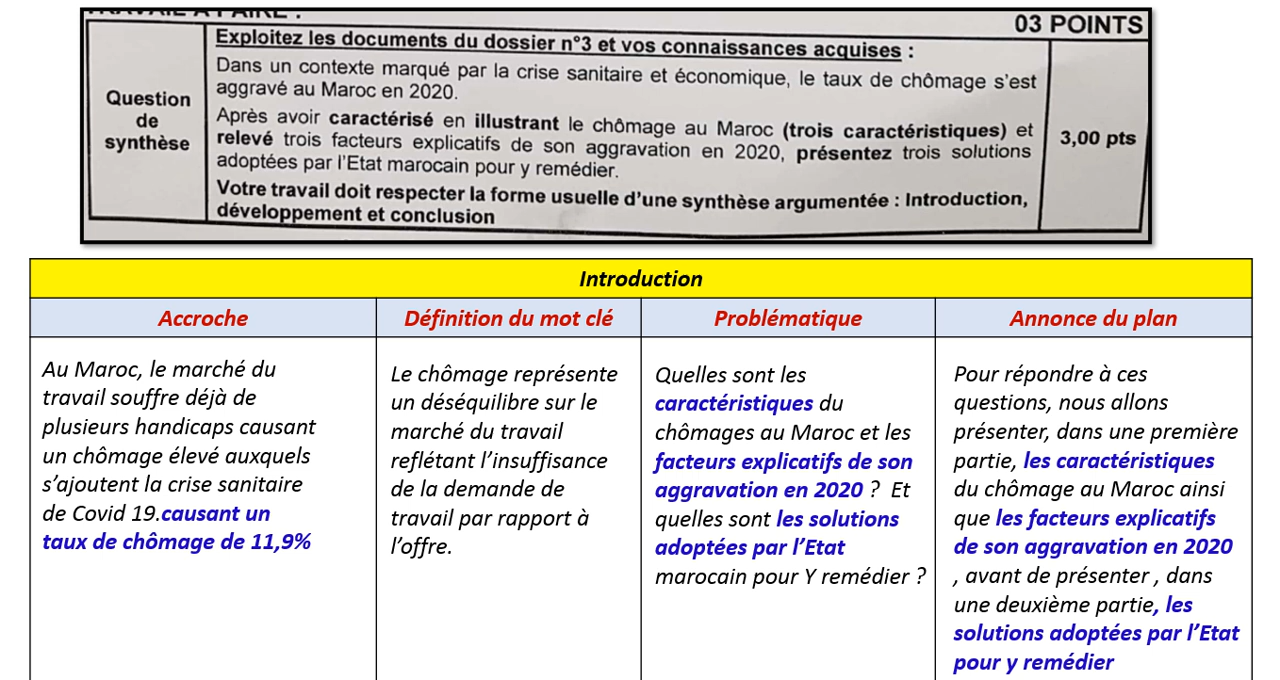 TRAVAIL A FAIRE :
03 POINTS
Exploitez les documents du dossier n°3 et vos connaissances acquises :
Dans un contexte marqué par la crise sanitaire et économique, le taux de chômage s'est
aggravé au Maroc en 2020.
Question
de
synthèse
Après avoir caractérisé en illustrant le chômage au Maroc (trois caractéristiques) et
relevé trois facteurs explicatifs de son aggravation en 2020, présentez trois solutions
adoptées par l'Etat marocain pour y remédier.
3,00 pts
Votre travail doit respecter la forme usuelle d'une synthèse argumentée : Introduction,
développement et conclusion
Introduction
Accroche
Définition du mot clé
Problématique
Annonce du plan
Au Maroc, le marché du
travail souffre déjà de
plusieurs handicaps causant
un chômage élevé auxquels
s'ajoutent la crise sanitaire
de Covid 19.causant un
taux de chômage de 11,9%
Le chômage représente
un déséquilibre sur le
marché du travail
reflétant l'insuffisance
de la demande de
travail par rapport à
l'offre.
Quelles sont les
caractéristiques du
chômages au Maroc et les
facteurs explicatifs de son
aggravation en 2020 ? Et
quelles sont les solutions
adoptées par l'Etat
marocain pour Y remédier ?
Pour répondre à ces
questions, nous allons
présenter, dans une première
partie, les caractéristiques
du chômage au Maroc ainsi
que les facteurs explicatifs
de son aggravation en 2020
, avant de présenter , dans
une deuxième partie, les
solutions adoptées par l'Etat
pour y remédier